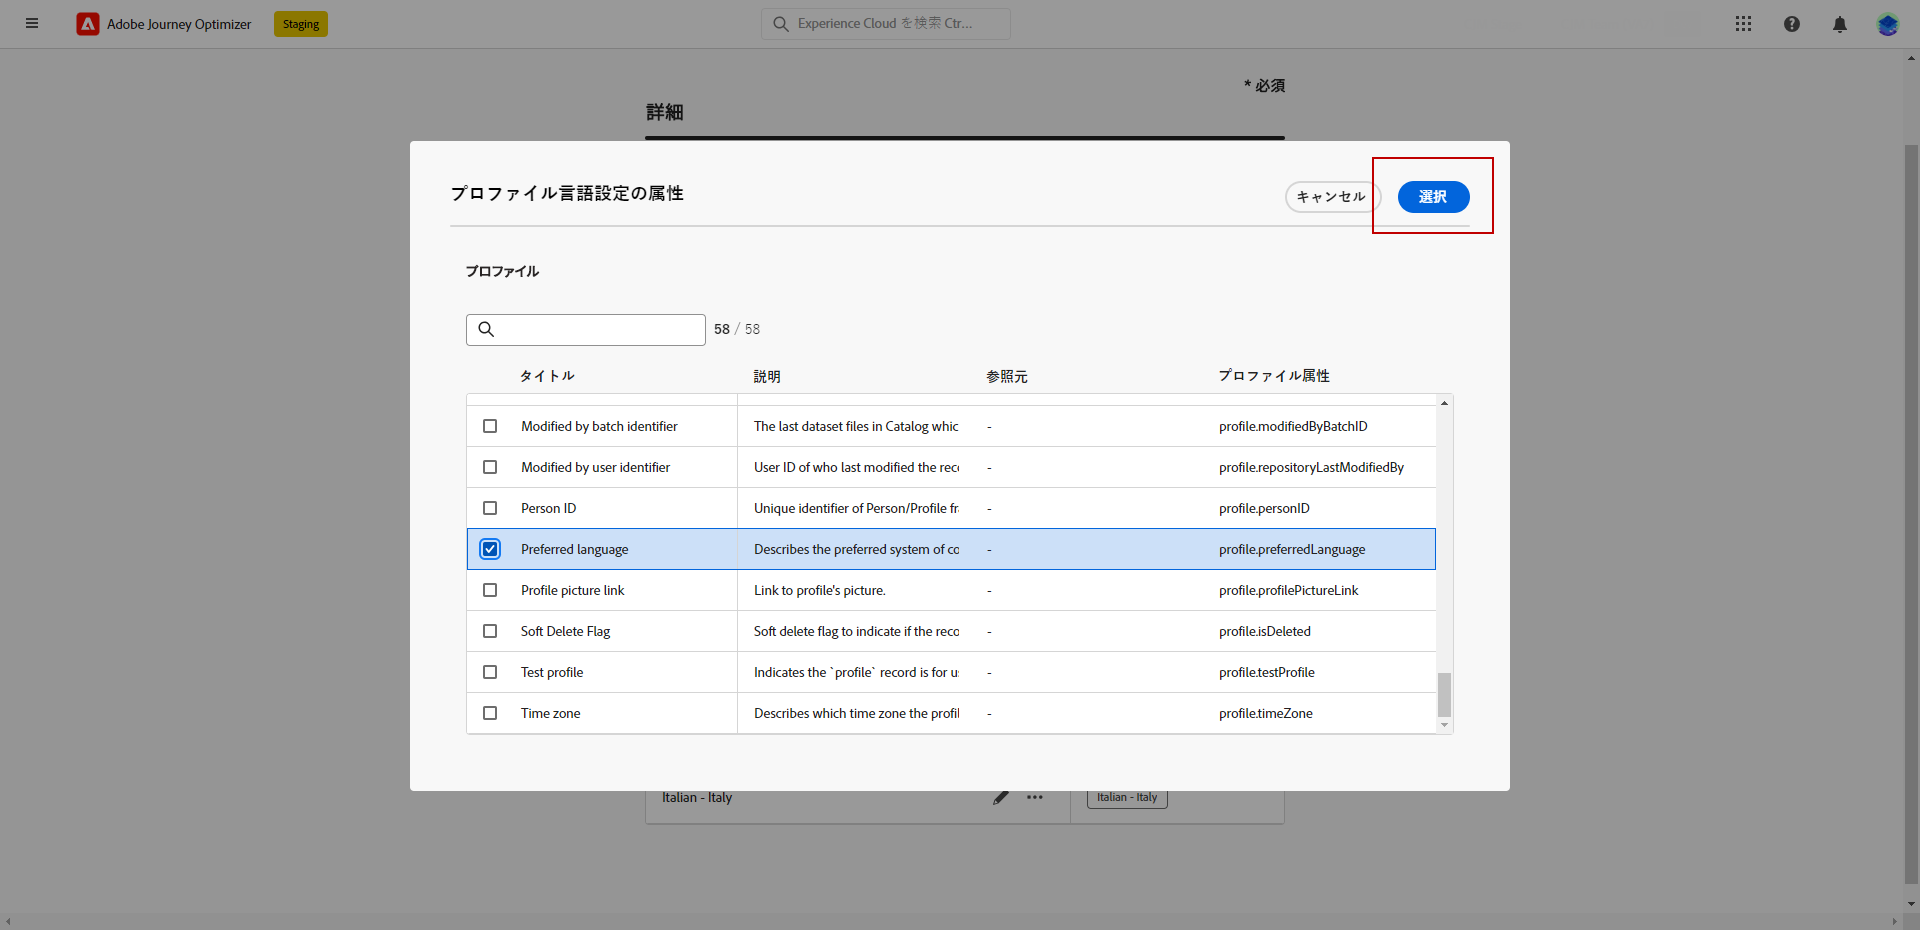 Adobe Journey Optimizer
Staging
Experience Cloud を検索 Ctr...
* 必須
詳細
プロファイル言語設定の属性
キャンセル
選択
プロファイル
58 / 58
タイトル 説明 参照元 プロファイル属性
Modified by batch identifier The last dataset files in Catalog whic - profile.modifiedByBatchID
Modified by user identifier User ID of who last modified the rec - profile.repositoryLastModifiedBy
Person ID Unique identifier of Person/Profile fr - profile.personID
Preferred language Describes the preferred system of co - profile.preferredLanguage
Profile picture link Link to profile's picture. - profile.profilePictureLink
Soft Delete Flag Soft delete flag to indicate if the reco - profile.isDeleted
Test profile Indicates the `profile` record is for u - profile.testProfile
Time zone Describes which time zone the profil - profile.timeZone
Italian - Italy
Italian - Italy